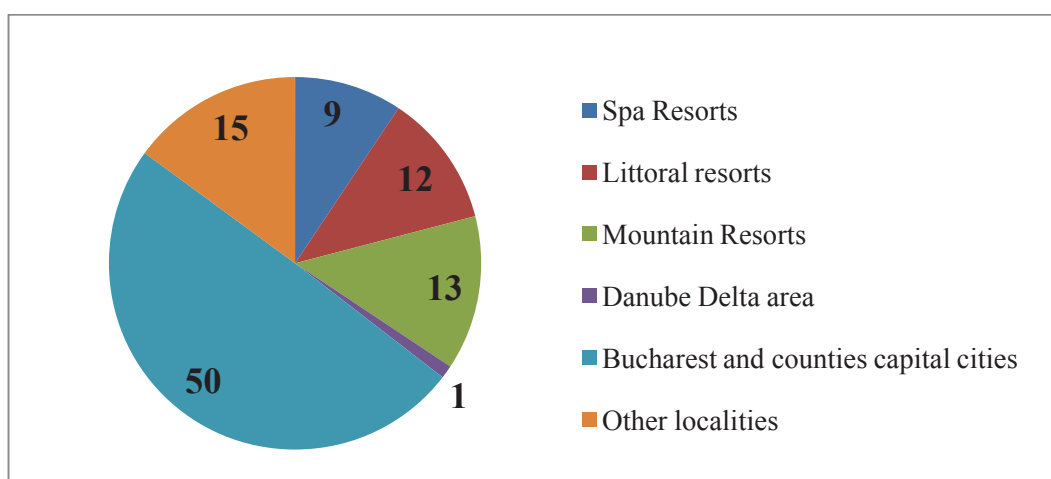 9
12
13
1
50
15
Spa Resorts
Littoral resorts
Mountain Resorts
Danube Delta area
Bucharest and counties capital cities
Other localities